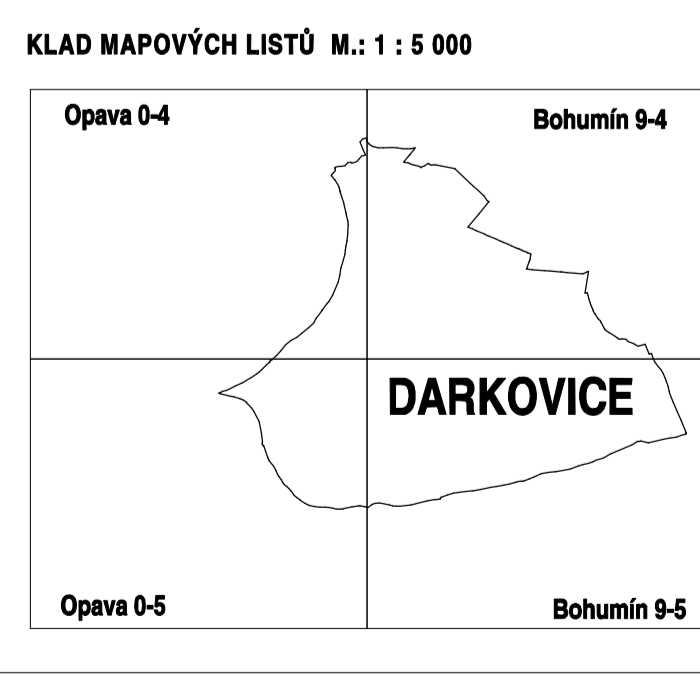 KLAD MAPOVÝCH LISTŮ M.: 1 : 5 000
Opava 0-4
Bohumín 9-4
DARKOVICE
Opava 0-5
Bohumín 9-5